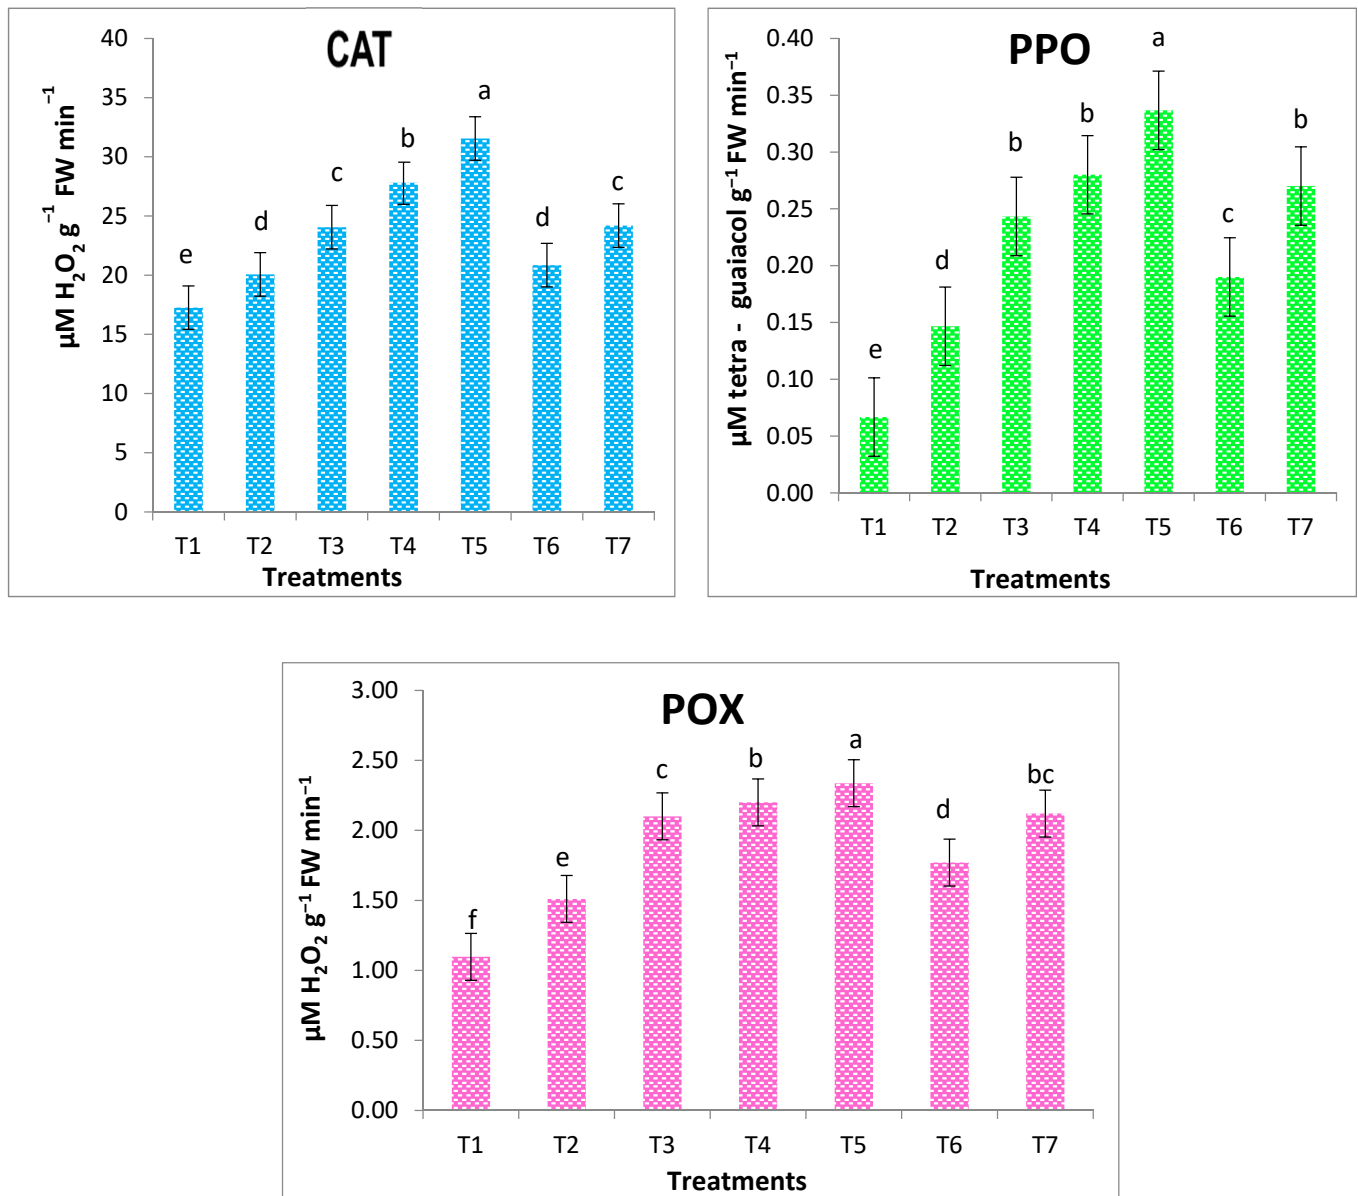 CAT
µM H₂O₂ g⁻¹ FW min⁻¹
40
35
30
25
20
15
10
5
0
e
d
c
b
a
d
c
T1 T2 T3 T4 T5 T6 T7
Treatments
PPO
µM tetra - guaiacol g⁻¹ FW min⁻¹
0.40
0.35
0.30
0.25
0.20
0.15
0.10
0.05
0.00
e
d
b
b
a
c
b
T1 T2 T3 T4 T5 T6 T7
Treatments
POX
µM H₂O₂ g⁻¹ FW min⁻¹
3.00
2.50
2.00
1.50
1.00
0.50
0.00
f
e
c
b
a
d
bc
T1 T2 T3 T4 T5 T6 T7
Treatments